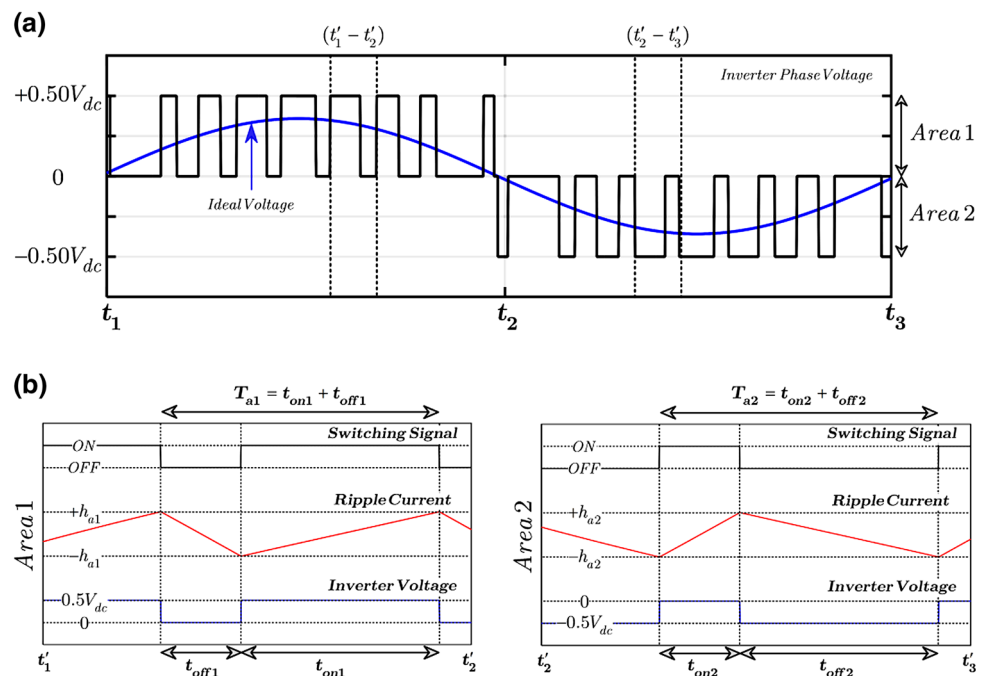 (a)
(t′1 − t′2)
(t′2 − t′3)
Inverter Phase Voltage
+0.50Vdc
0
−0.50Vdc
Ideal Voltage
Area 1
Area 2
t1
t2
t3
(b)
Ta1 = ton1 + toff1
Switching Signal
ON
OFF
Ripple Current
+ha1
−ha1
Inverter Voltage
0.5Vdc
0
Area 1
t′1
toff1
ton1
t′2
Ta2 = ton2 + toff2
Switching Signal
ON
OFF
Ripple Current
+ha2
−ha2
Inverter Voltage
0
−0.5Vdc
Area 2
t′2
ton2
toff2
t′3